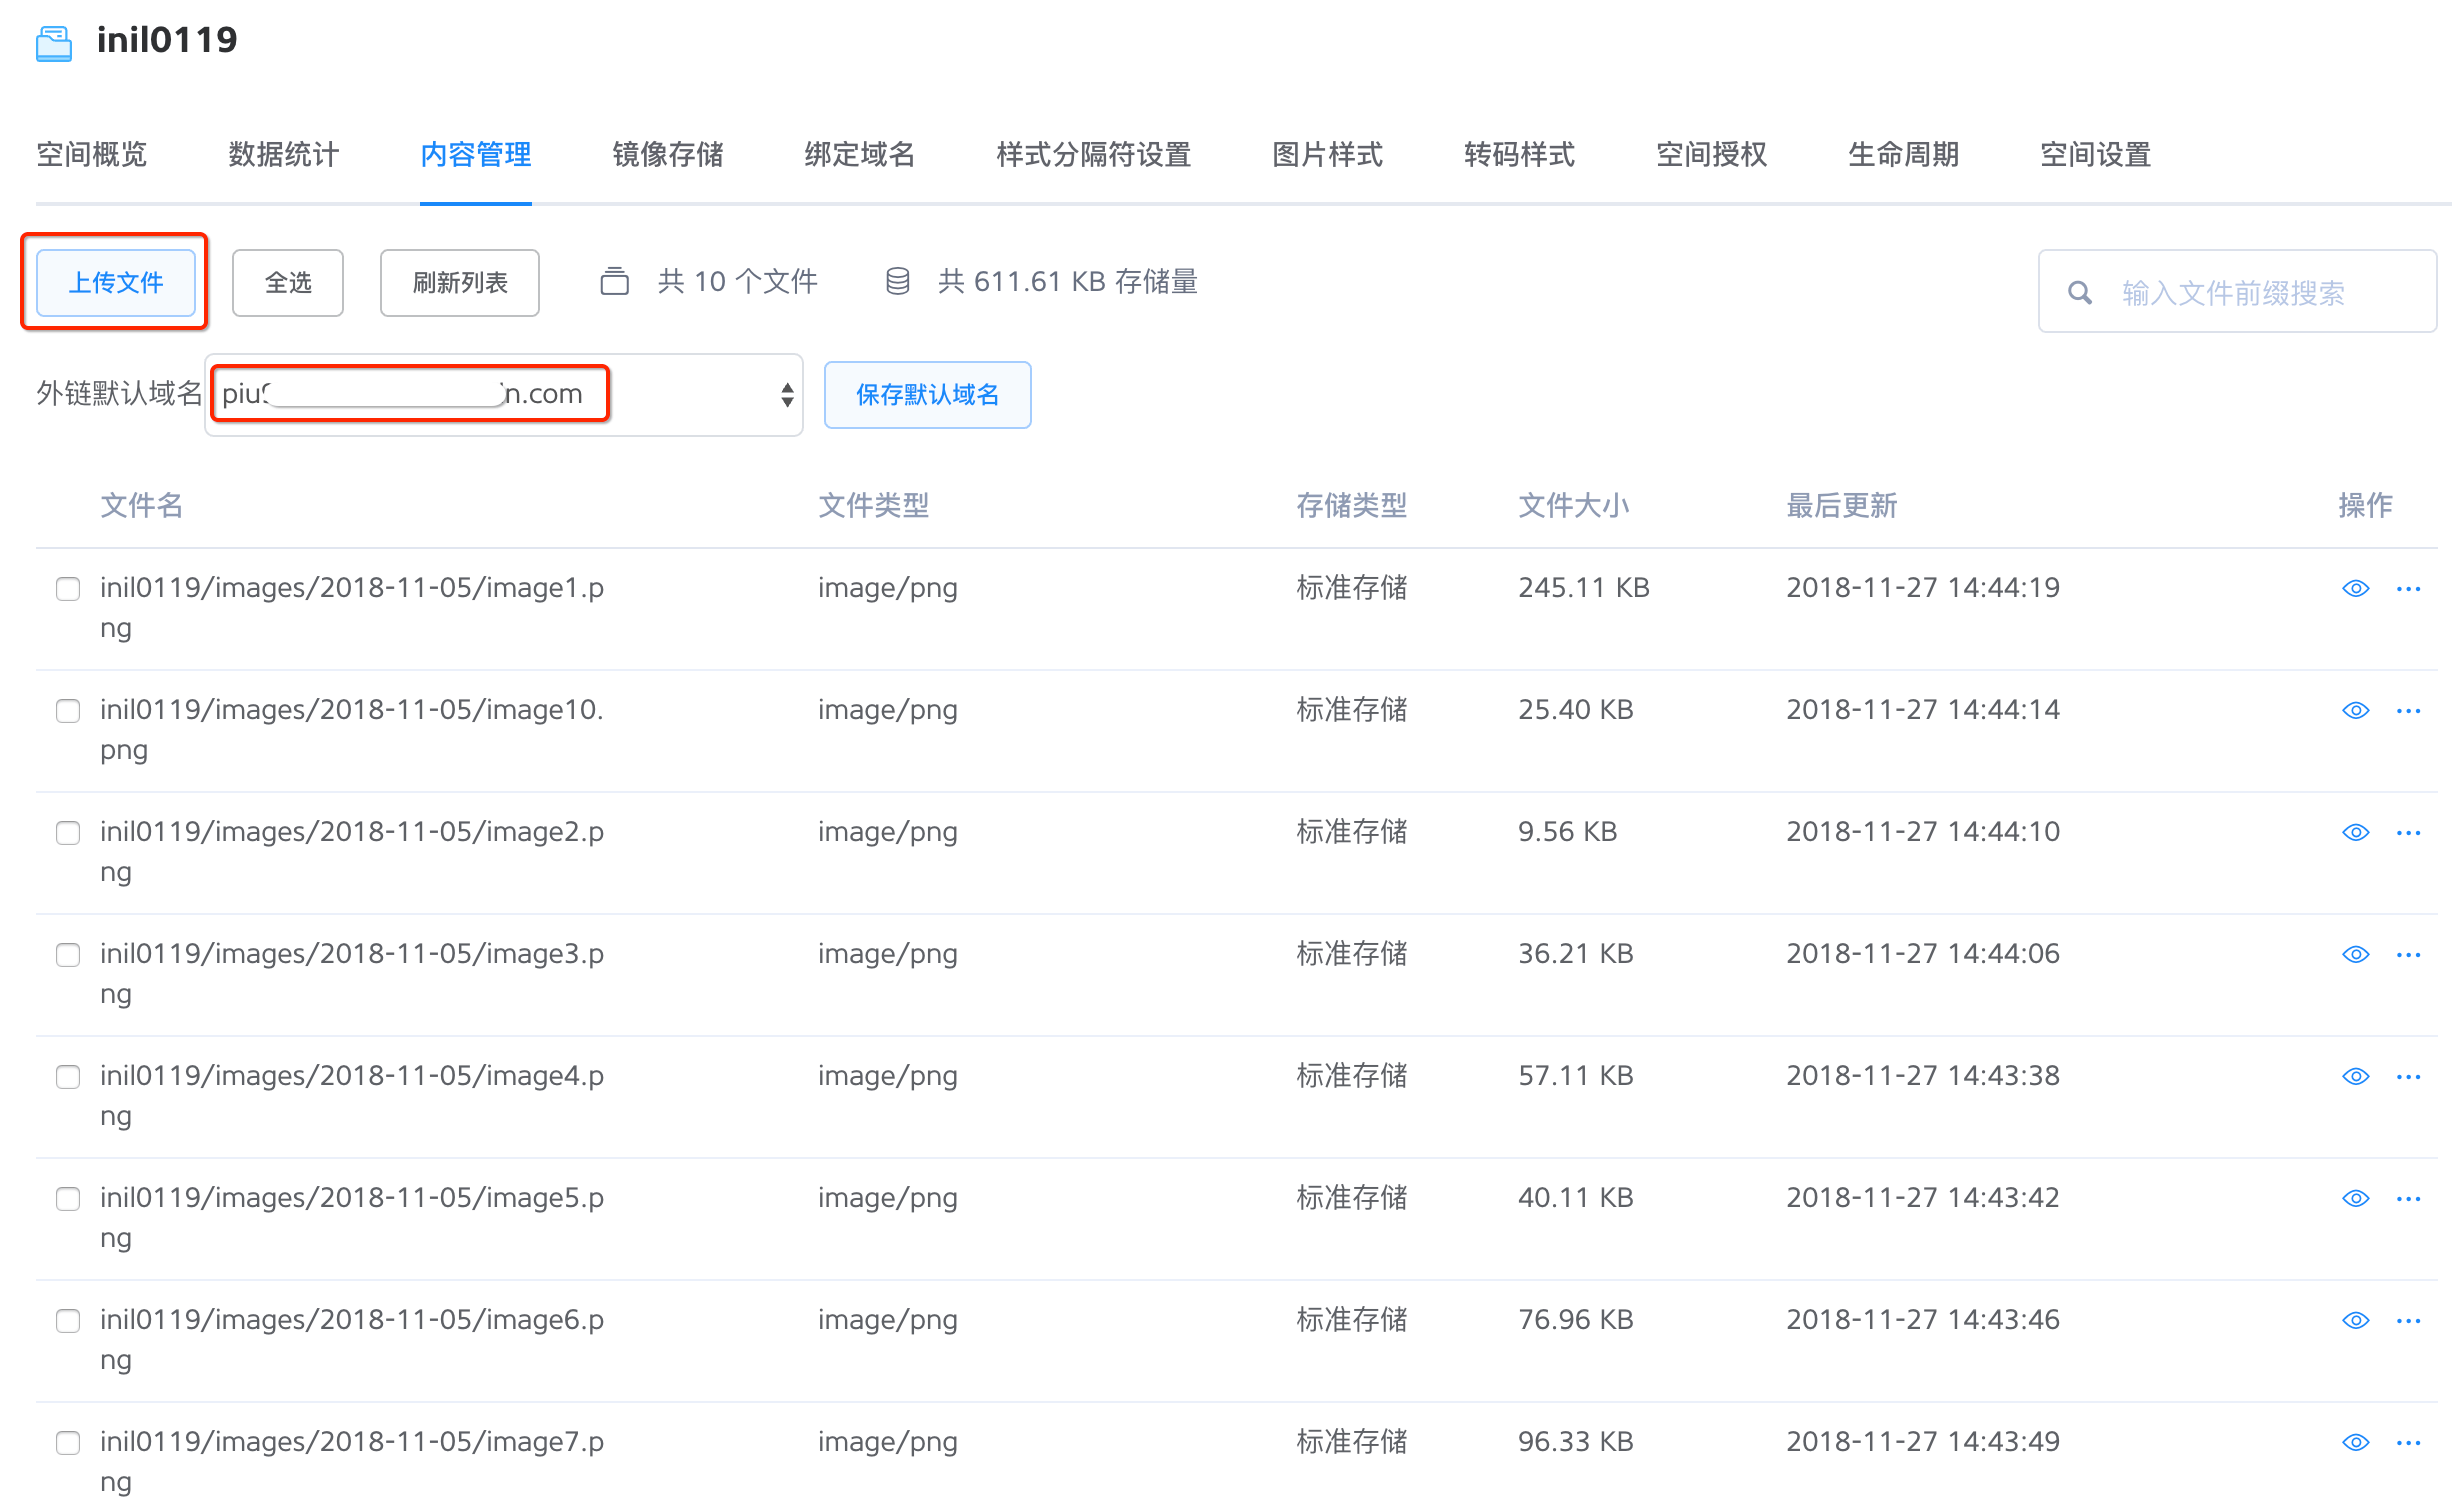 inil0119
空间概览 数据统计 内容管理 镜像存储 绑定域名 样式分隔符设置 图片样式 转码样式 空间授权 生命周期 空间设置
上传文件 全选 刷新列表 共 10 个文件 共 611.61 KB 存储量 输入文件前缀搜索
外链默认域名 n.com 保存默认域名
文件名 文件类型 存储类型 文件大小 最后更新 操作
inil0119/images/2018-11-05/image1.p image/png 标准存储 245.11 KB 2018-11-27 14:44:19
ng
inil0119/images/2018-11-05/image10. image/png 标准存储 25.40 KB 2018-11-27 14:44:14
png
inil0119/images/2018-11-05/image2.p image/png 标准存储 9.56 KB 2018-11-27 14:44:10
ng
inil0119/images/2018-11-05/image3.p image/png 标准存储 36.21 KB 2018-11-27 14:44:06
ng
inil0119/images/2018-11-05/image4.p image/png 标准存储 57.11 KB 2018-11-27 14:43:38
ng
inil0119/images/2018-11-05/image5.p image/png 标准存储 40.11 KB 2018-11-27 14:43:42
ng
inil0119/images/2018-11-05/image6.p image/png 标准存储 76.96 KB 2018-11-27 14:43:46
ng
inil0119/images/2018-11-05/image7.p image/png 标准存储 96.33 KB 2018-11-27 14:43:49
ng